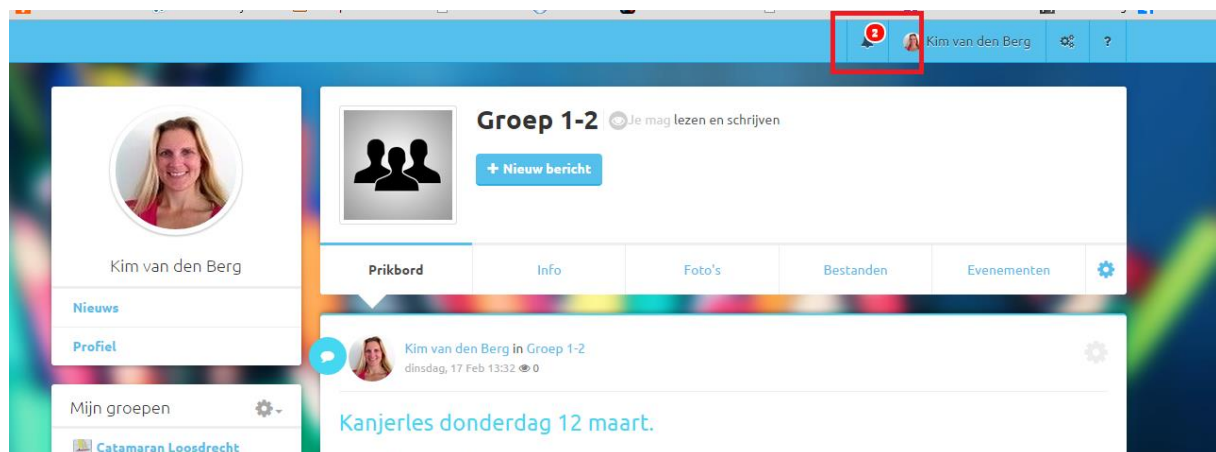 2
Kim van den Berg
?
Groep 1-2 Je mag lezen en schrijven
+ Nieuw bericht
Kim van den Berg
Nieuws
Profiel
Mijn groepen
Catamaran Loosdrecht
Prikbord Info Foto's Bestanden Evenementen
Kim van den Berg in Groep 1-2
dinsdag, 17 Feb 13:32 0
Kanjerles donderdag 12 maart.